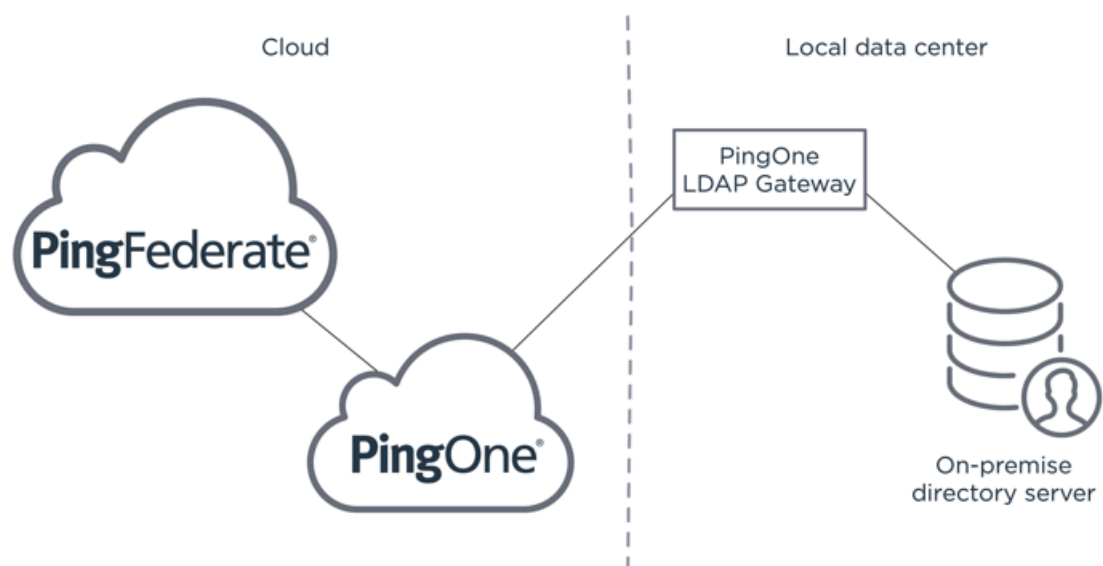 Cloud
Local data center
PingOne
LDAP Gateway
PingFederate®
PingOne®
On-premise
directory server